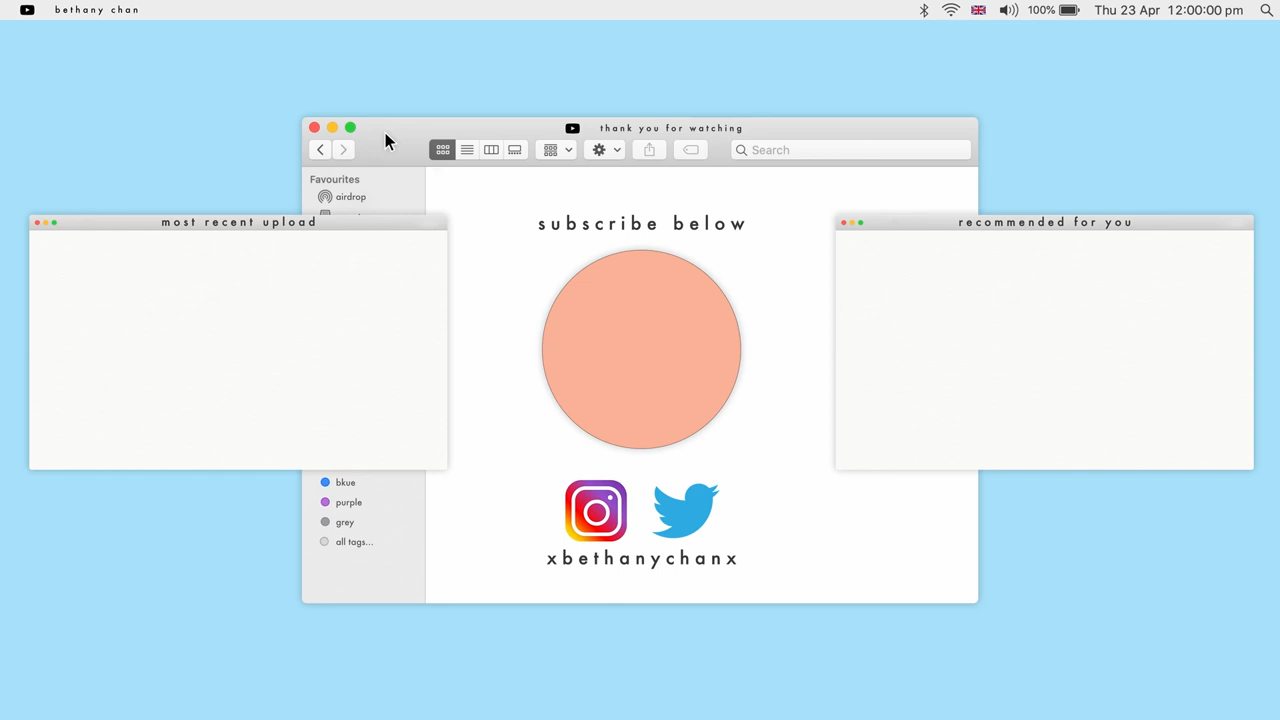 bethany chan
100% Thu 23 Apr 12:00:00 pm
thank you for watching
Search
Favourites
airdrop
most recent upload
subscribe below
recommended for you
bkue
purple
grey
all tags...
xbethanychanx